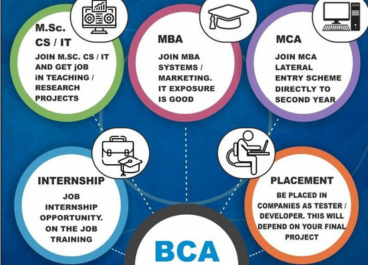 M.Sc.
CS / IT
JOIN M.SC. CS / IT
AND GET jOB
IN TEACHING /
RESEARCH
PROJECTS
MBA
JOIN MBA
SYSTEMS /
MARKETING.
IT EXPOSURE
IS GOOD
MCA
JOIN MCA
LATERAL
ENTRY SCHEME
DIRECTLY TO
SECOND YEAR
INTERNSHIP
JOB
INTERNSHIP
OPPORTUNITY.
ON THE JOB
TRAINING
PLACEMENT
BE PLACED IN
COMPANIES AS TESTER /
DEVELOPER. THIS WILL
DEPEND ON YOUR FINAL
PROJECT
BCA